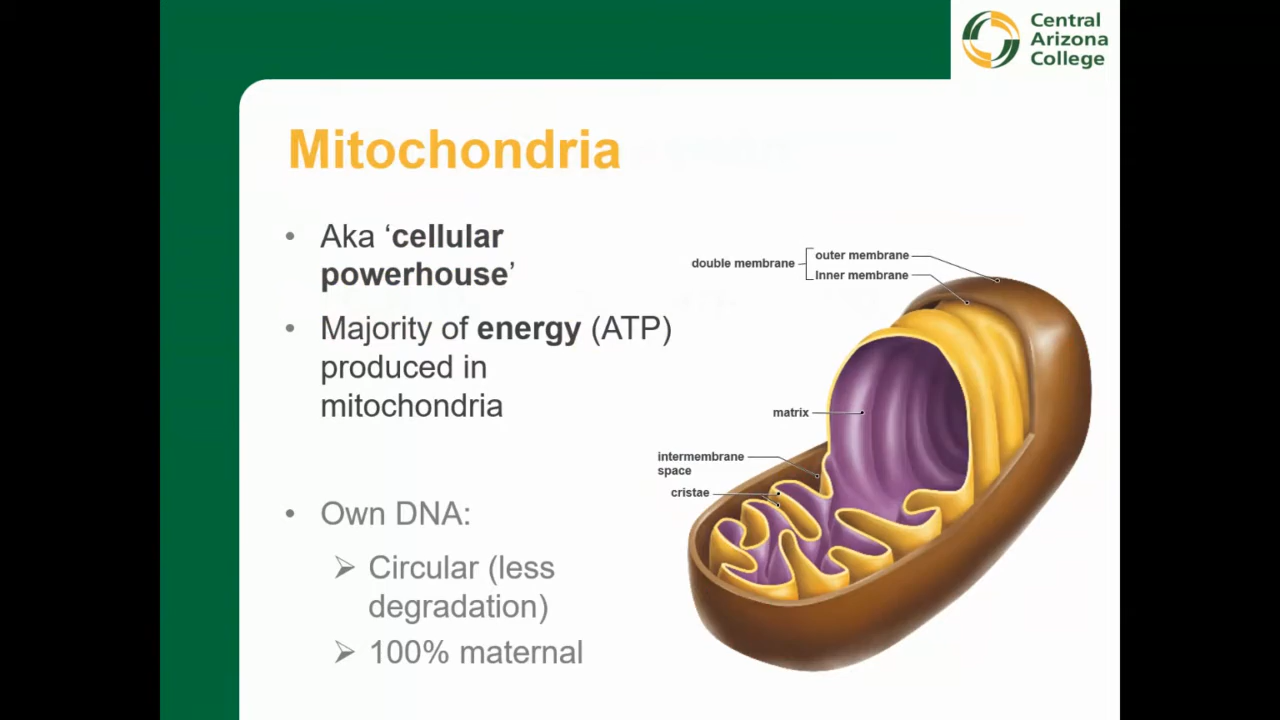 Central
Arizona
College
Mitochondria
• Aka ‘cellular
powerhouse’
• Majority of energy (ATP)
produced in
mitochondria
• Own DNA:
➢ Circular (less
degradation)
➢ 100% maternal
double membrane
outer membrane
Inner membrane
matrix
intermembrane
space
cristae